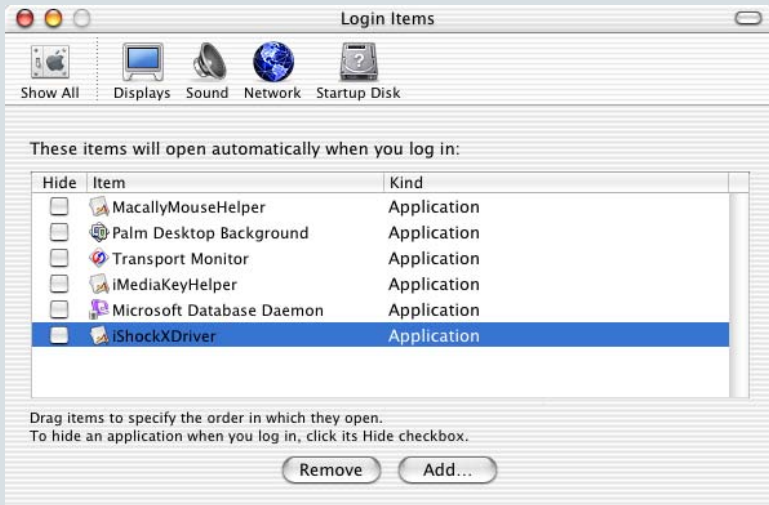 Login Items
Show All Displays Sound Network Startup Disk
These items will open automatically when you log in:
Hide Item Kind
MacallyMouseHelper Application
Palm Desktop Background Application
Transport Monitor Application
iMediaKeyHelper Application
Microsoft Database Daemon Application
iShockXDriver Application
Drag items to specify the order in which they open.
To hide an application when you log in, click its Hide checkbox.
Remove Add...